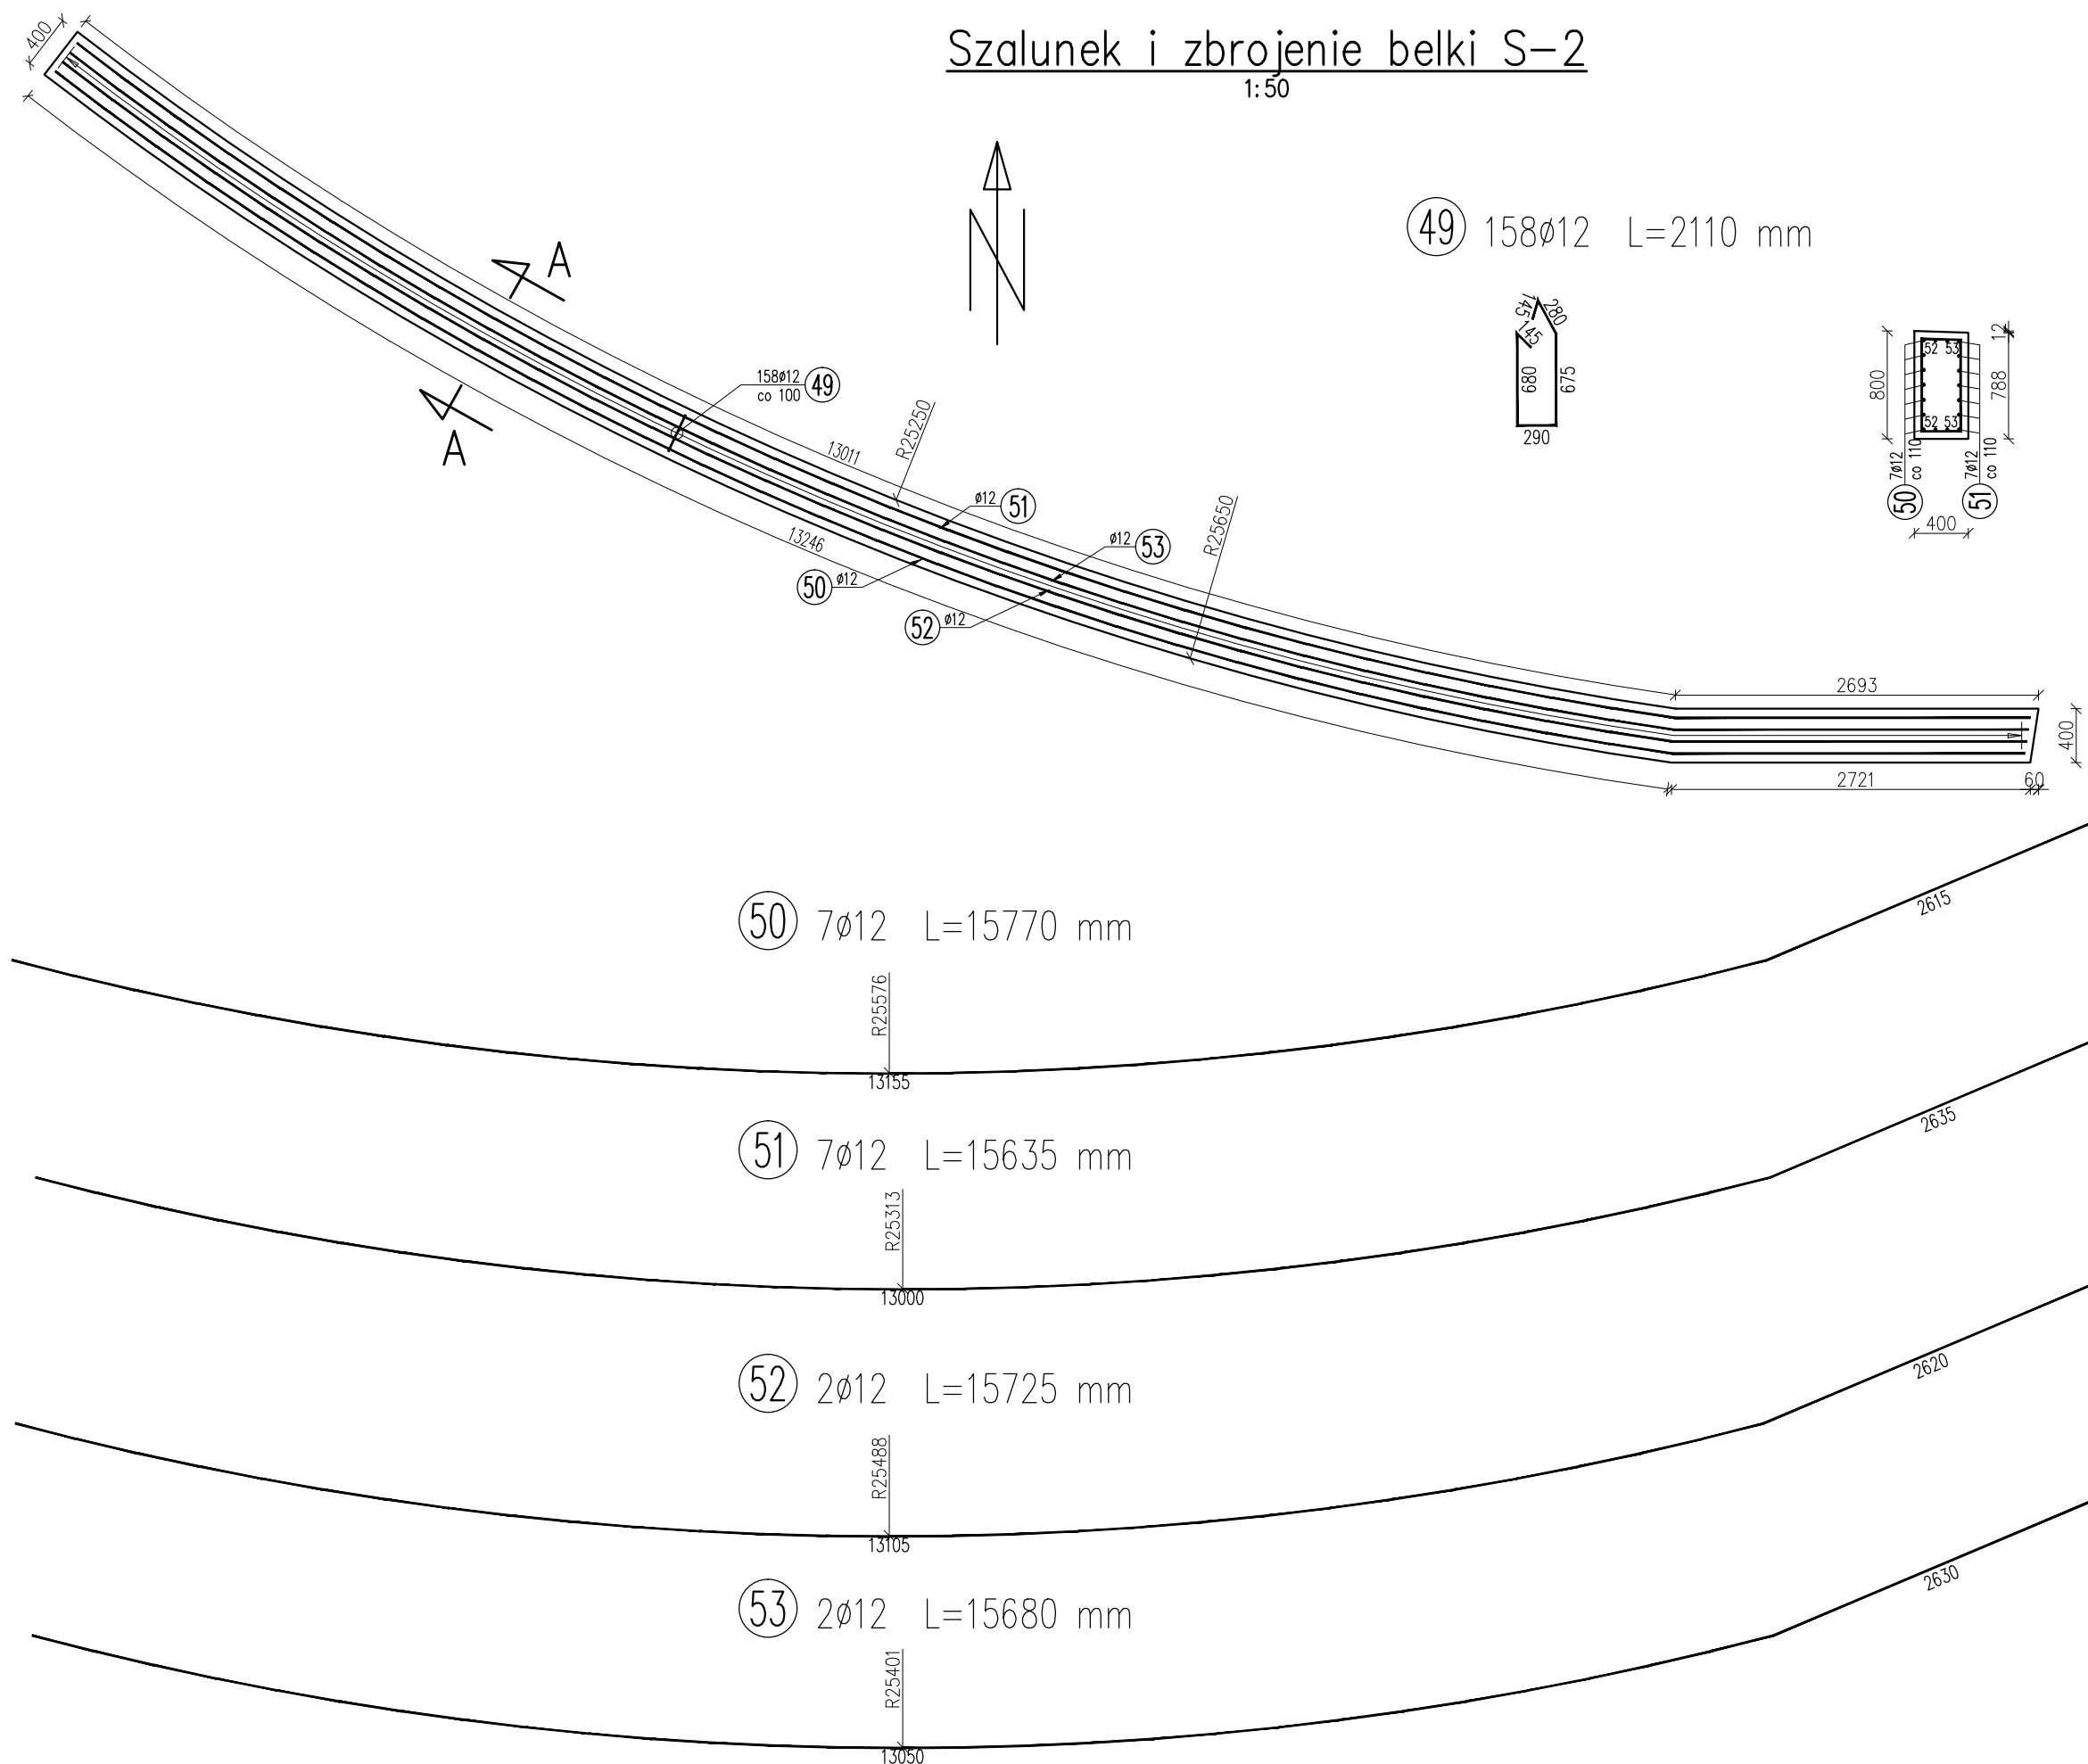 Szalunek i zbrojenie belki S-2
1:50
400
A
A
N
49 158ø12 L=2110 mm
145
280
145
680
675
290
12
52 53
800
788
52 53
7ø12
co 110
50
7ø12
co 110
51
400
158ø12
co 100
49
13011
R25250
13246
ø12 51
ø12 53
R25650
50 ø12
52 ø12
2693
400
2721
60
50 7ø12 L=15770 mm
2615
R25576
13155
51 7ø12 L=15635 mm
2635
R25313
13000
52 2ø12 L=15725 mm
2620
R25488
13105
53 2ø12 L=15680 mm
2630
R25401
13050